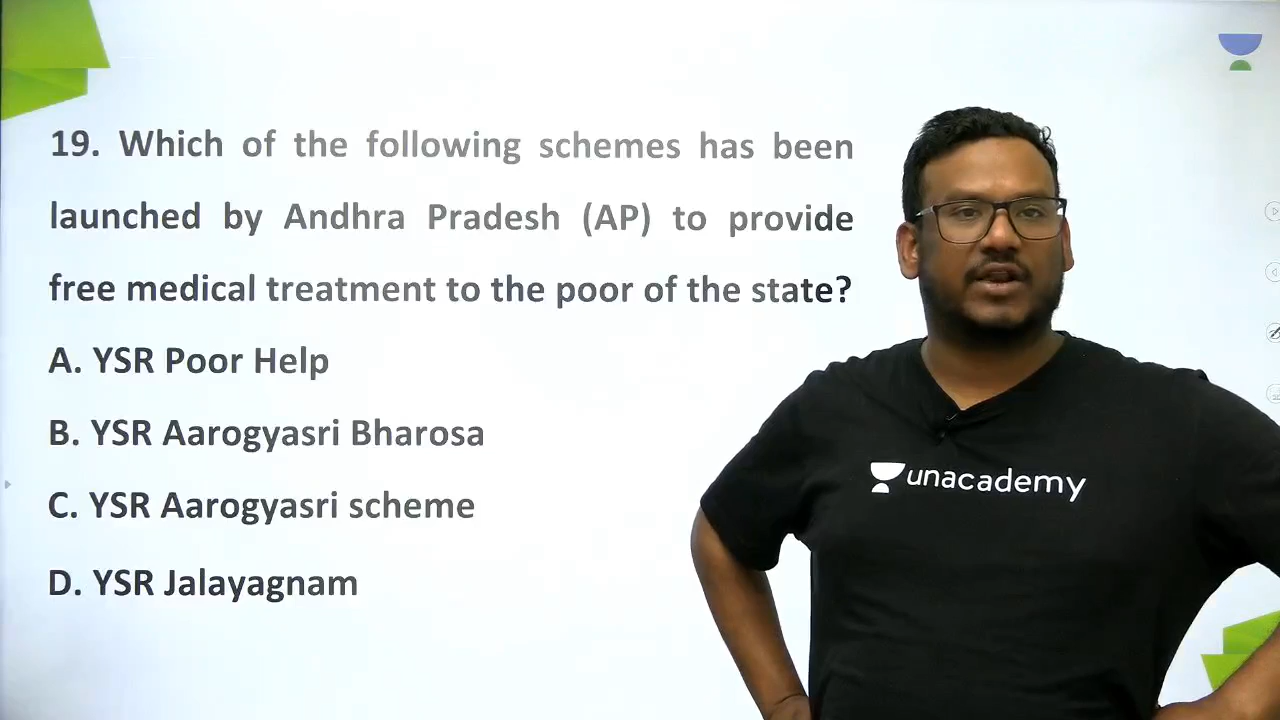 19. Which of the following schemes has been
launched by Andhra Pradesh (AP) to provide
free medical treatment to the poor of the state?
A. YSR Poor Help
B. YSR Aarogyasri Bharosa
C. YSR Aarogyasri scheme
D. YSR Jalayagnam
unacademy